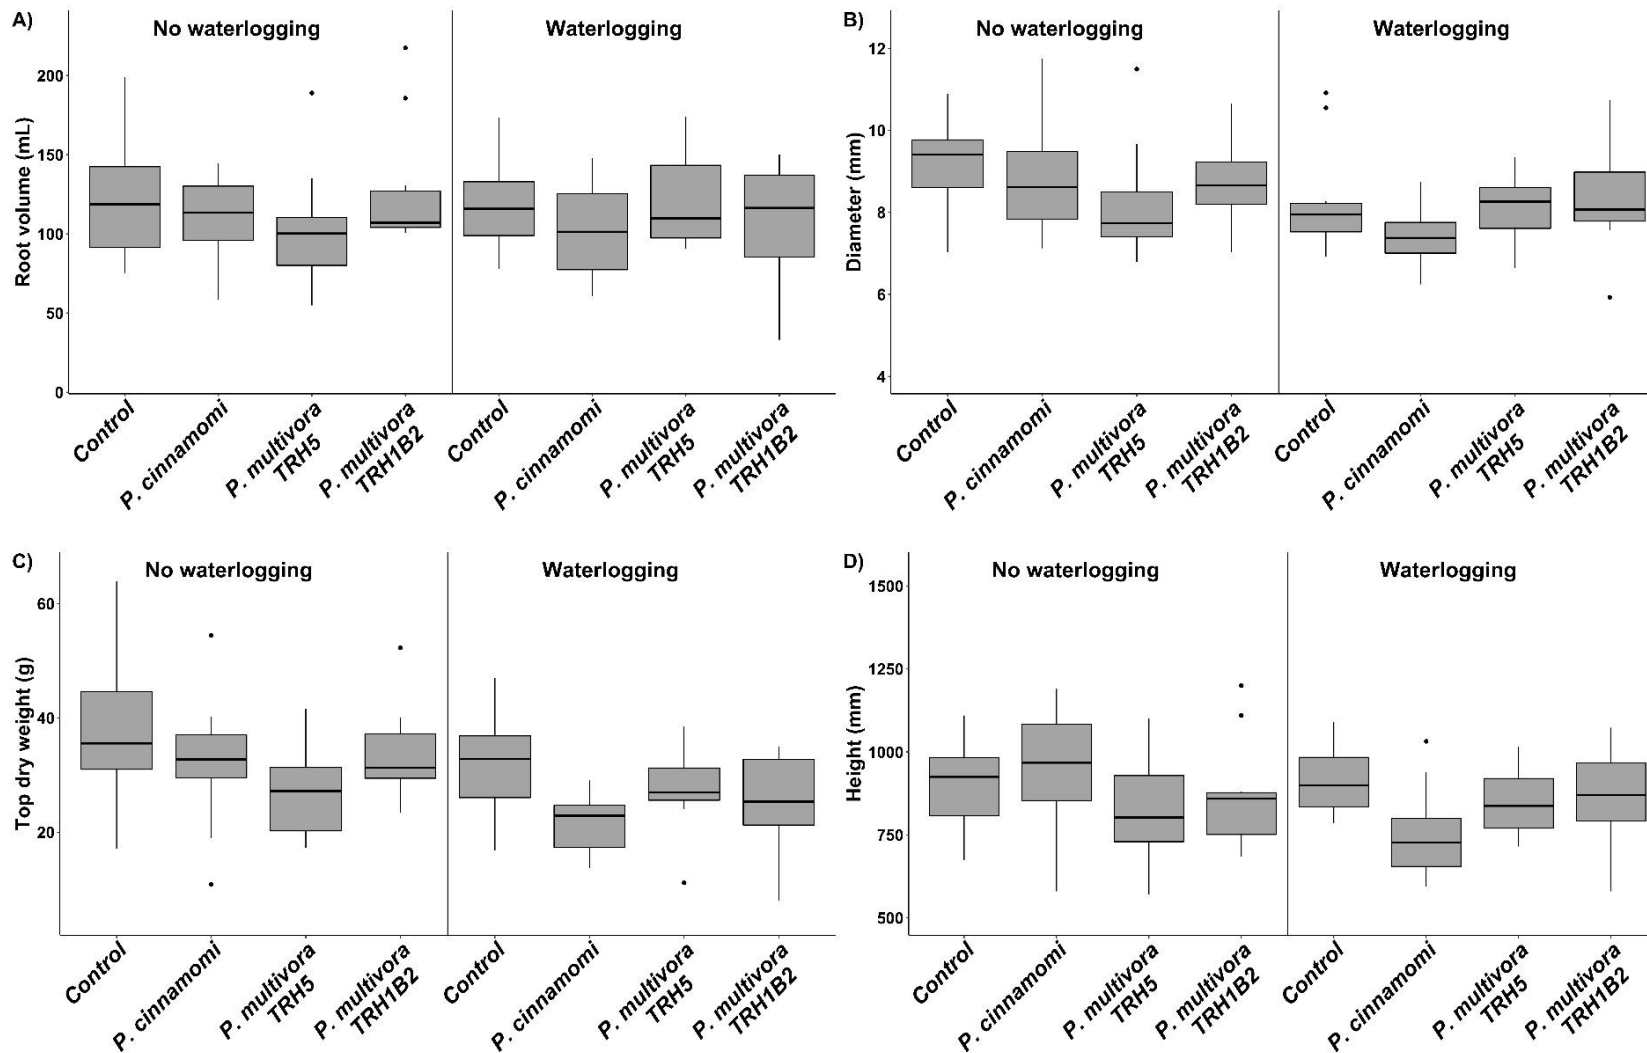 A)
No waterlogging
Waterlogging
Root volume (mL)
200
150
100
50
0
Control
P. cinnamomi
P. multivora
TRH5
P. multivora
TRH1B2
Control
P. cinnamomi
P. multivora
TRH5
P. multivora
TRH1B2
B)
No waterlogging
Waterlogging
Diameter (mm)
12
10
8
6
4
Control
P. cinnamomi
P. multivora
TRH5
P. multivora
TRH1B2
Control
P. cinnamomi
P. multivora
TRH5
P. multivora
TRH1B2
C)
No waterlogging
Waterlogging
Top dry weight (g)
60
40
20
Control
P. cinnamomi
P. multivora
TRH5
P. multivora
TRH1B2
Control
P. cinnamomi
P. multivora
TRH5
P. multivora
TRH1B2
D)
No waterlogging
Waterlogging
Height (mm)
1500
1250
1000
750
500
Control
P. cinnamomi
P. multivora
TRH5
P. multivora
TRH1B2
Control
P. cinnamomi
P. multivora
TRH5
P. multivora
TRH1B2